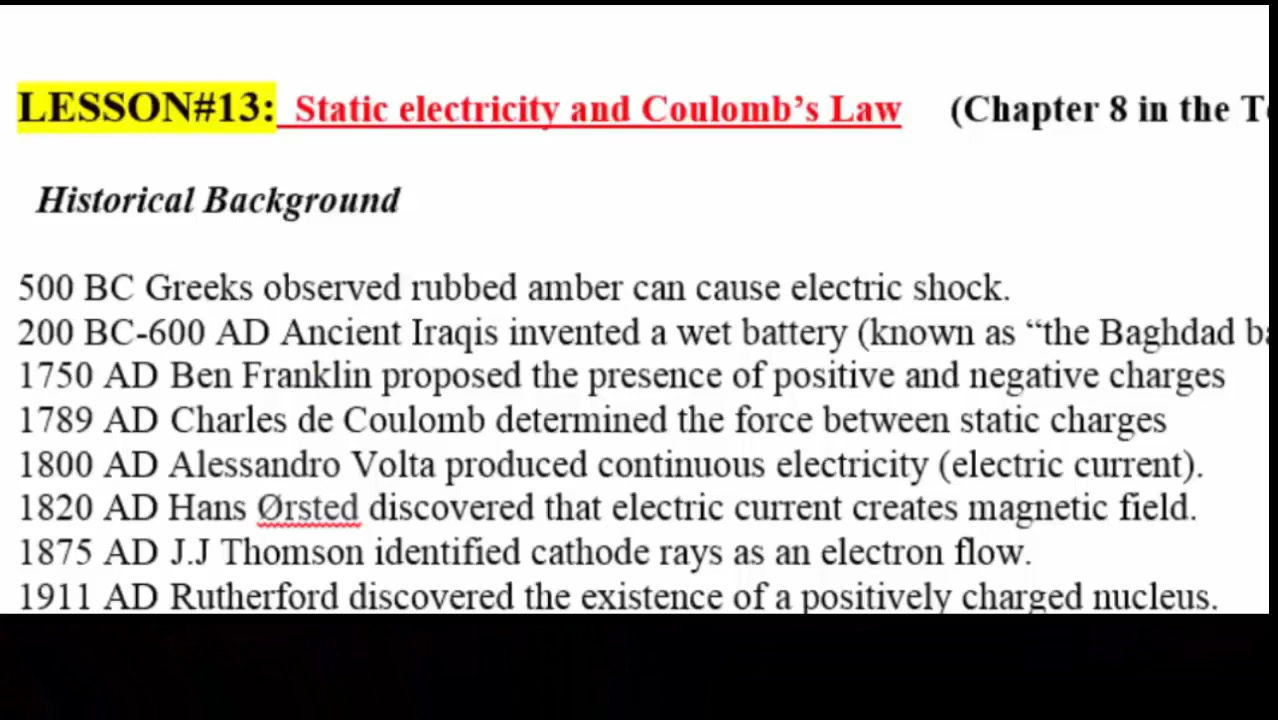 LESSON#13: Static electricity and Coulomb’s Law (Chapter 8 in the
Historical Background
500 BC Greeks observed rubbed amber can cause electric shock.
200 BC-600 AD Ancient Iraqis invented a wet battery (known as “the Baghdad
1750 AD Ben Franklin proposed the presence of positive and negative charges
1789 AD Charles de Coulomb determined the force between static charges
1800 AD Alessandro Volta produced continuous electricity (electric current).
1820 AD Hans Ørsted discovered that electric current creates magnetic field.
1875 AD J.J Thomson identified cathode rays as an electron flow.
1911 AD Rutherford discovered the existence of a positively charged nucleus.